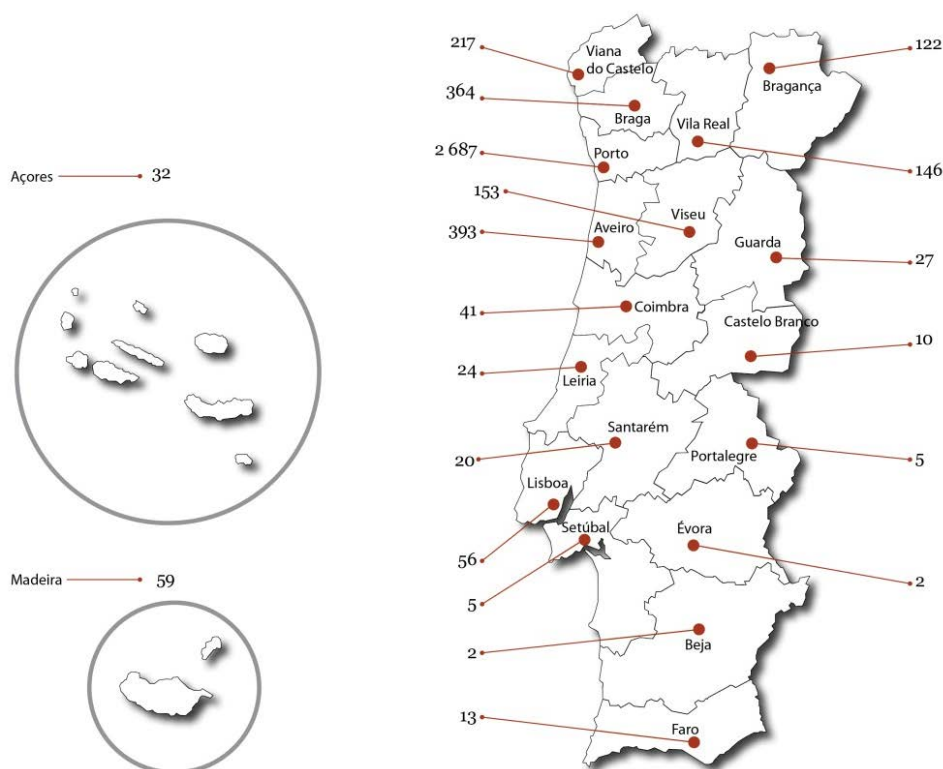 217
Viana
do Castelo
122
Bragança
364
Braga
Vila Real
2 687
Porto
146
Açores
32
153
Viseu
393
Aveiro
Guarda
27
41
Coimbra
Castelo Branco
10
24
Leiria
Santarém
20
Portalegre
5
Lisboa
56
Setúbal
5
Évora
2
Madeira
59
2
Beja
13
Faro